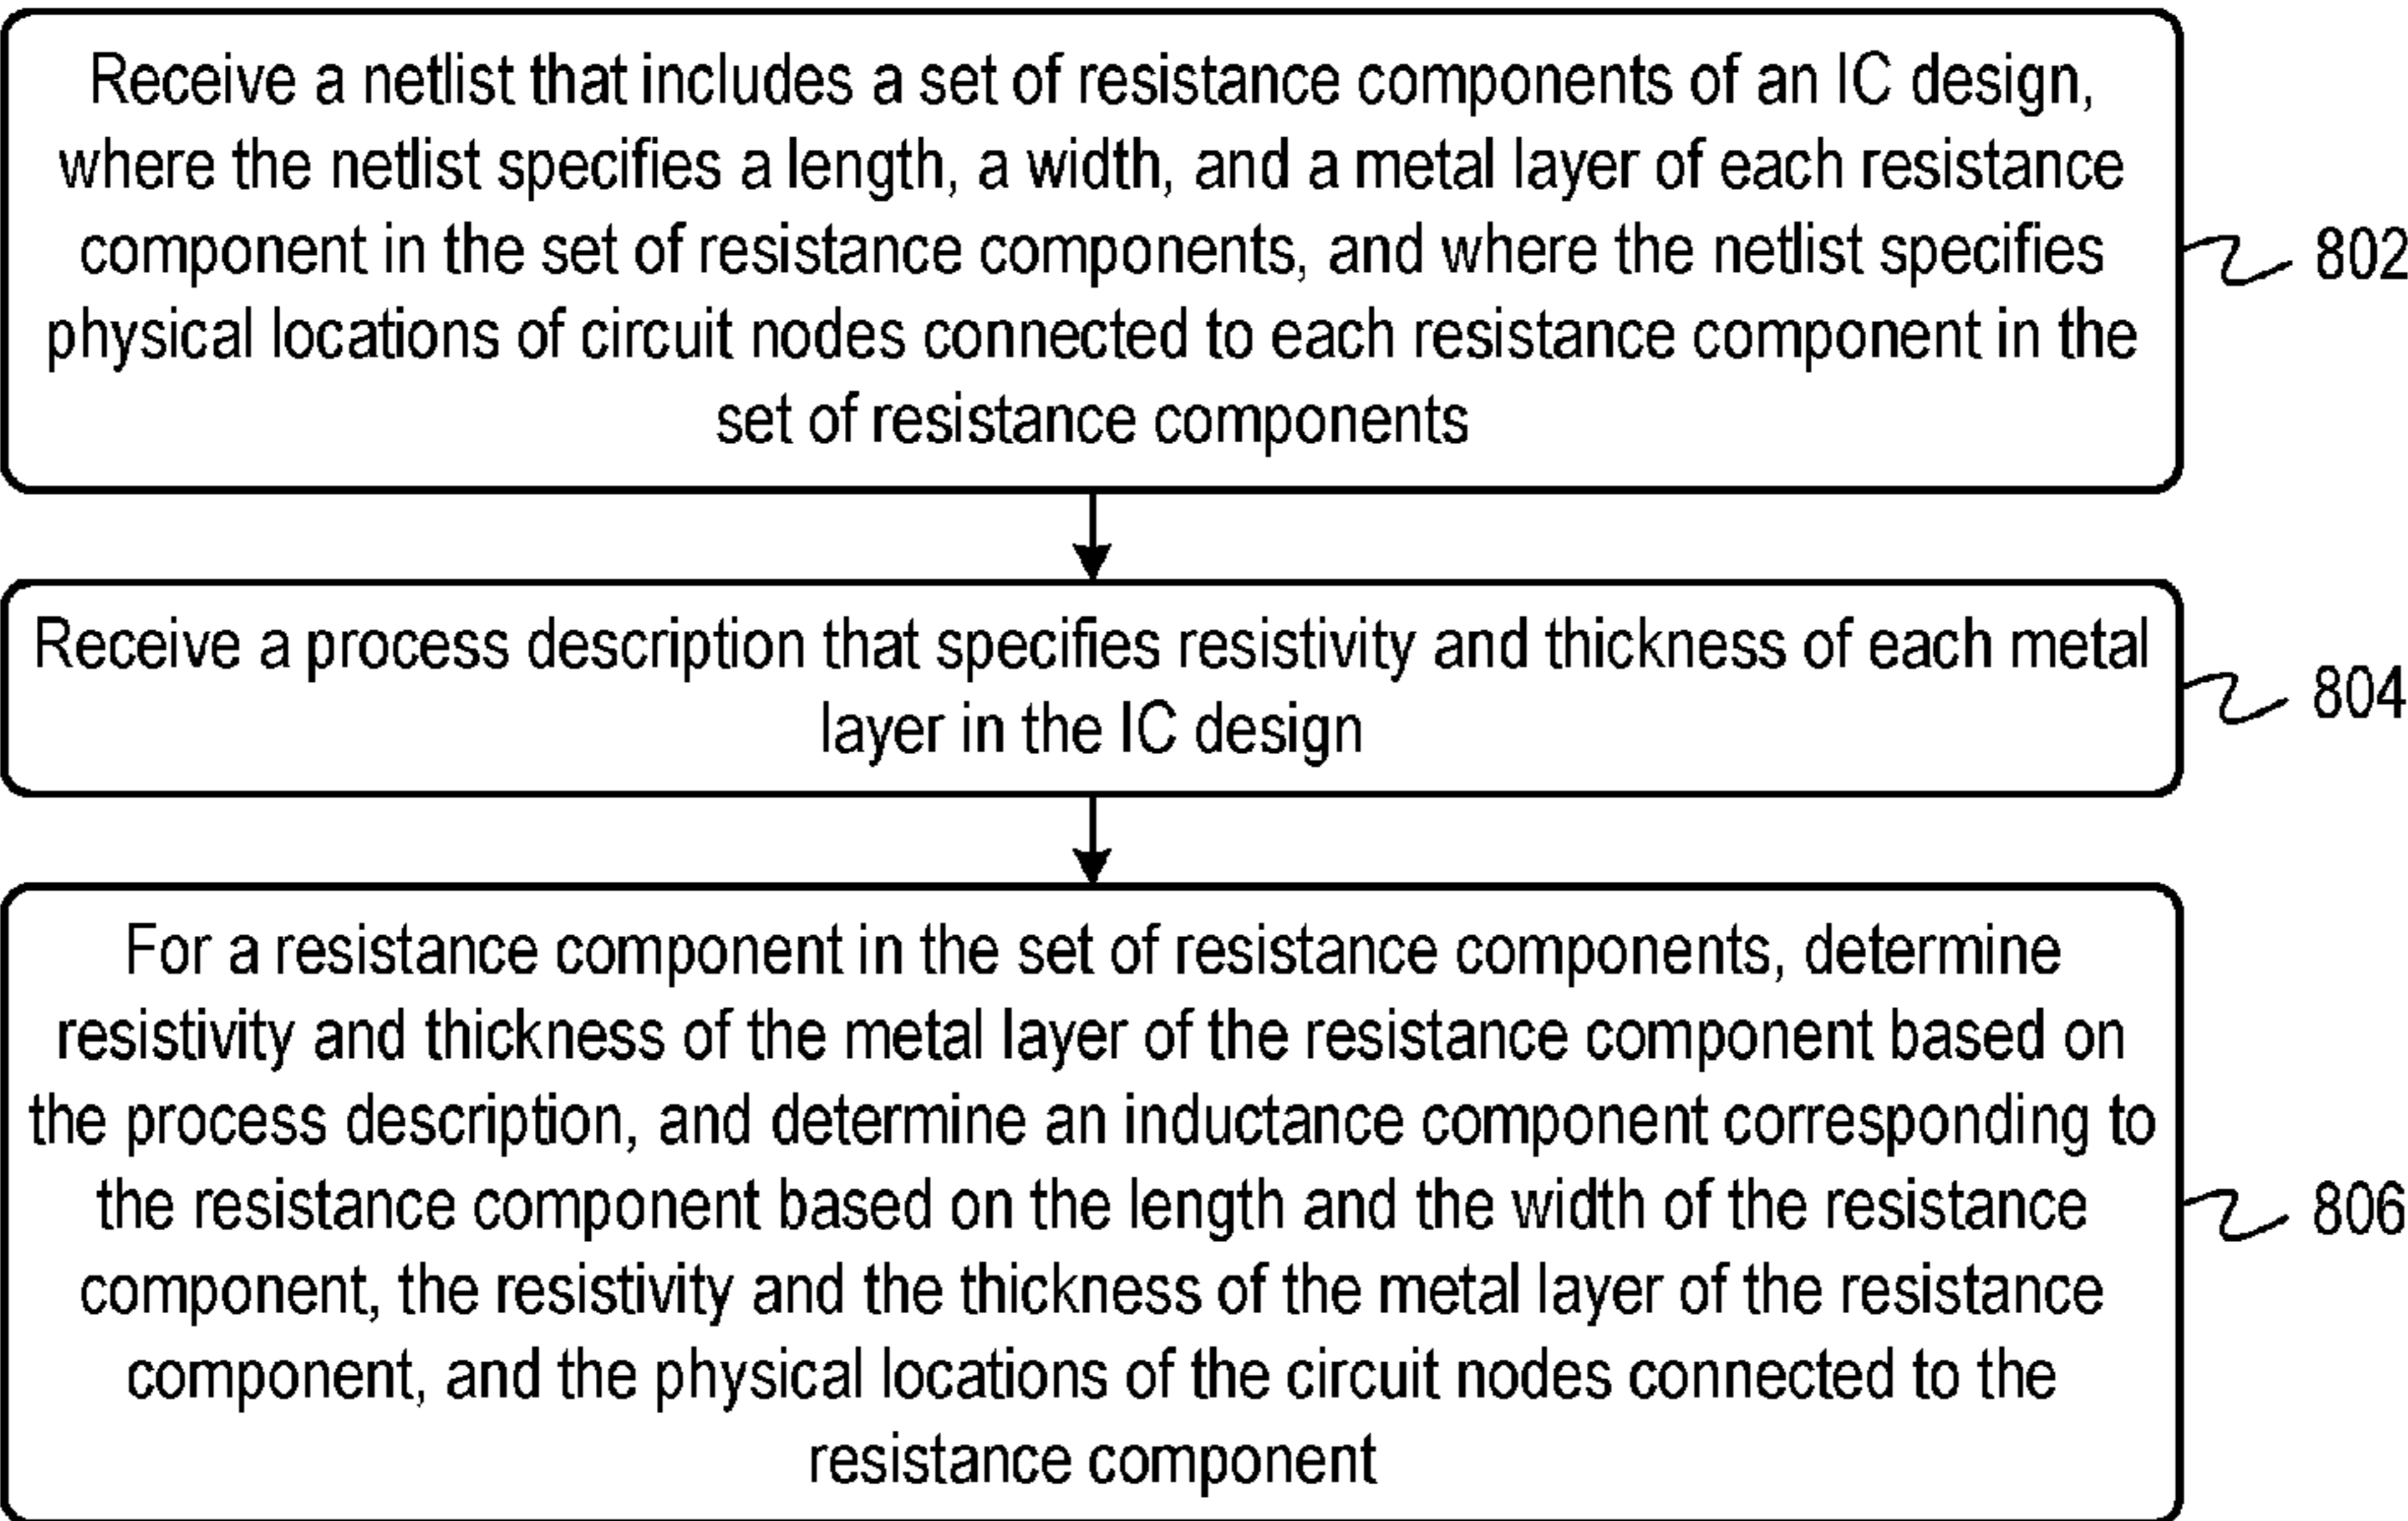 Receive a netlist that includes a set of resistance components of an IC design,
where the netlist specifies a length, a width, and a metal layer of each resistance
component in the set of resistance components, and where the netlist specifies
physical locations of circuit nodes connected to each resistance component in the
set of resistance components
802
Receive a process description that specifies resistivity and thickness of each metal
layer in the IC design
804
For a resistance component in the set of resistance components, determine
resistivity and thickness of the metal layer of the resistance component based on
the process description, and determine an inductance component corresponding to
the resistance component based on the length and the width of the resistance
component, the resistivity and the thickness of the metal layer of the resistance
component, and the physical locations of the circuit nodes connected to the
resistance component
806